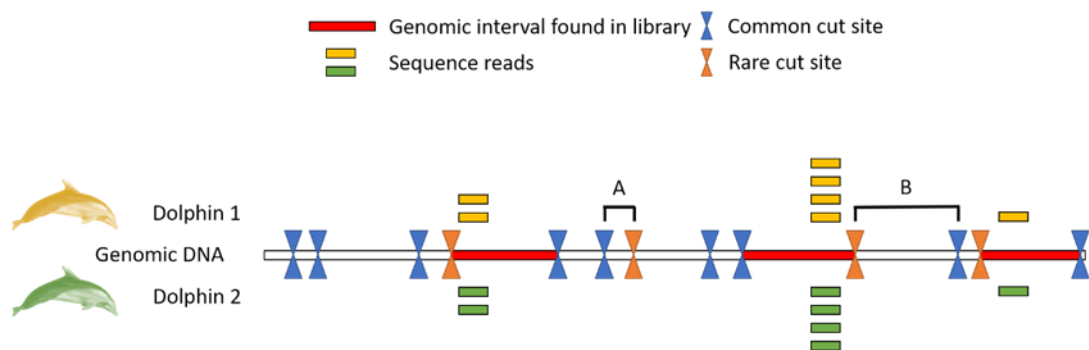 Genomic interval found in library
Common cut site
Sequence reads
Rare cut site
A
B
Dolphin 1
Genomic DNA
Dolphin 2